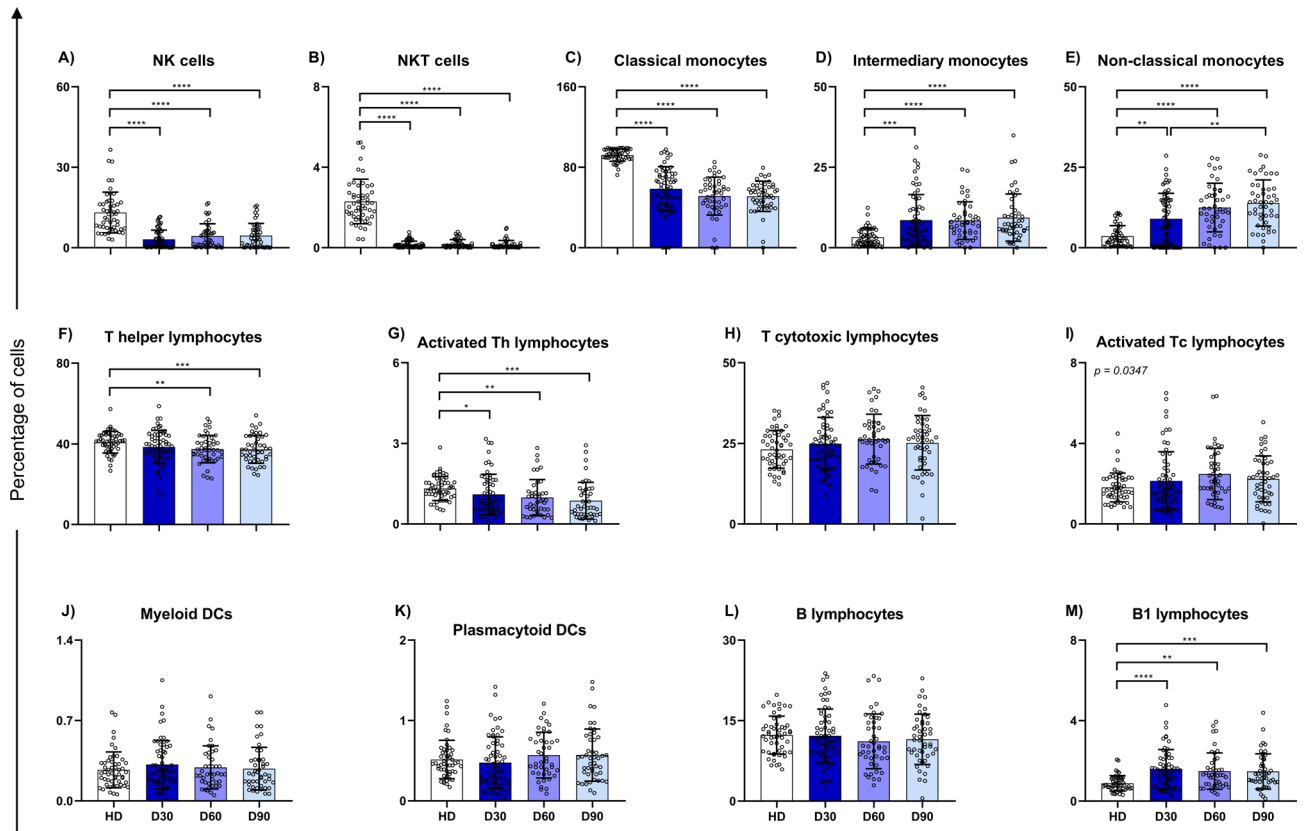 Percentage of cells
A)
NK cells
60
30
0
****
****
****
B)
NKT cells
8
4
0
****
****
****
C)
Classical monocytes
160
80
0
****
****
****
D)
Intermediary monocytes
50
25
0
****
****
***
E)
Non-classical monocytes
50
25
0
****
****
**
**
F)
T helper lymphocytes
80
40
0
***
**
G)
Activated Th lymphocytes
6
3
0
***
**
*
H)
T cytotoxic lymphocytes
50
25
0
I)
Activated Tc lymphocytes
p = 0.0347
8
4
0
J)
Myeloid DCs
1.4
0.7
0.0
HD D30 D60 D90
K)
Plasmacytoid DCs
2
1
0
HD D30 D60 D90
L)
B lymphocytes
30
15
0
HD D30 D60 D90
M)
B1 lymphocytes
8
4
0
***
**
****
HD D30 D60 D90